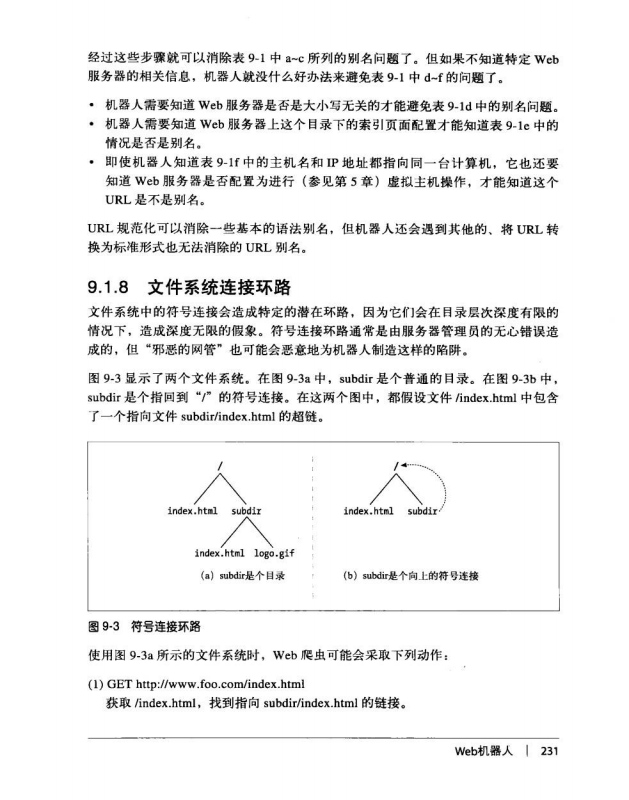 经过这些步骤就可以消除表 9-1 中 a~c 所列的别名问题了。但如果不知道特定 Web
服务器的相关信息，机器人就没什么好办法来避免表 9-1 中 d~f 的问题了。
• 机器人需要知道 Web 服务器是否是大小写无关的才能避免表 9-1d 中的别名问题。
• 机器人需要知道 Web 服务器上这个目录下的索引页面配置才能知道表 9-1e 中的
情况是否是别名。
• 即使机器人知道表 9-1f 中的主机名和 IP 地址都指向同一台计算机，它也还要
知道 Web 服务器是否配置为进行（参见第 5 章）虚拟主机操作，才能知道这个
URL 是不是别名。
URL 规范化可以消除一些基本的语法别名，但机器人还会遇到其他的、将 URL 转
换为标准形式也无法消除的 URL 别名。
9.1.8 文件系统连接环路
文件系统中的符号连接会造成特定的潜在环路，因为它们会在目录层次深度有限的
情况下，造成深度无限的假象。符号连接环路通常是由服务器管理员的无心错误造
成的，但“邪恶的网管”也可能会恶意地为机器人制造这样的陷阱。
图 9-3 显示了两个文件系统。在图 9-3a 中，subdir 是个普通的目录。在图 9-3b 中，
subdir 是个指回到“/”的符号连接。在这两个图中，都假设文件 /index.html 中包含
了一个指向文件 subdir/index.html 的超链。
/
index.html subdir
index.html logo.gif
（a）subdir是个目录
/
index.html subdir
（b）subdir是个向上的符号连接
图 9-3 符号连接环路
使用图 9-3a 所示的文件系统时，Web 爬虫可能会采取下列动作：
(1) GET http://www.foo.com/index.html
获取 /index.html，找到指向 subdir/index.html 的链接。
Web机器人 | 231